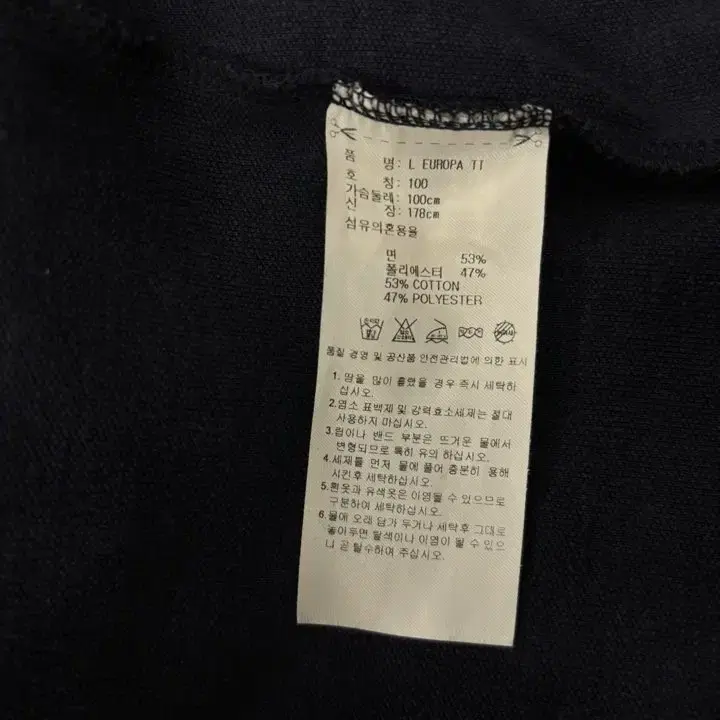 품 명: L EUROPA TT
호 칭: 100
가슴둘레: 100cm
신 장: 178cm
섬유의혼용율
면 53%
폴리에스터 47%
53% COTTON
47% POLYESTER
품질 경영 및 공산품 안전관리법에 의한 표시
1. 땀을 많이 흘렸을 경우 즉시 세탁하
십시오.
2.염소 표백제 및 강력효소세제는 절대
사용하지 마십시오.
3.립이나 밴드 부분은 뜨거운 물에서
변형되므로 특히 유의 하십시오.
4.세제를 먼저 물에 풀어 충분히 용해
시킨후 세탁하십시오.
5.흰옷과 유색옷은 이염될 수 있으므로
구분하여 세탁하십시오.
6.물에 오래 담가 두거나 세탁후 그대로
놓아두면 탈색이나 이염이 될 수 있으
니 곧 탈수하여 주십시오.